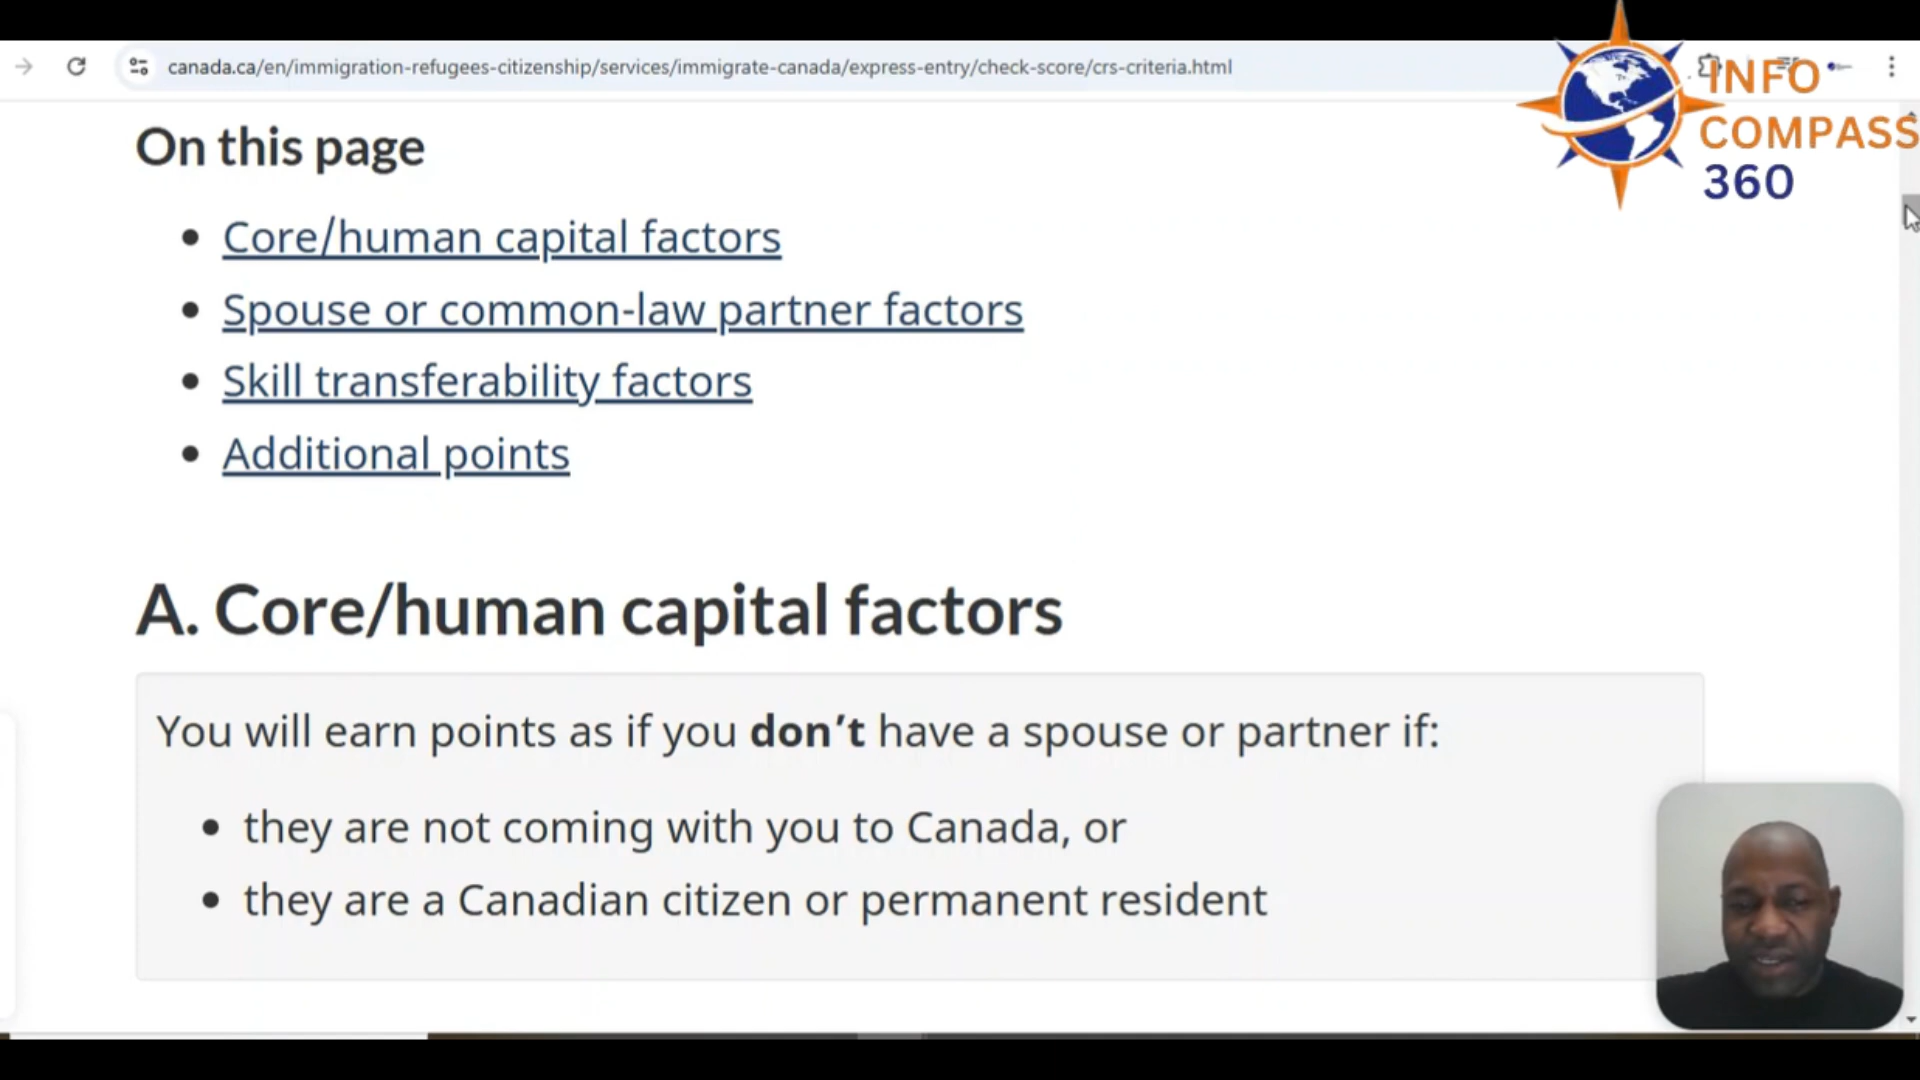 canada.ca/en/immigration-refugees-citizenship/services/immigrate-canada/express-entry/check-score/crs-criteria.html
INFO
COMPASS
360
On this page
Core/human capital factors
Spouse or common-law partner factors
Skill transferability factors
Additional points
A. Core/human capital factors
You will earn points as if you don’t have a spouse or partner if:
they are not coming with you to Canada, or
they are a Canadian citizen or permanent resident